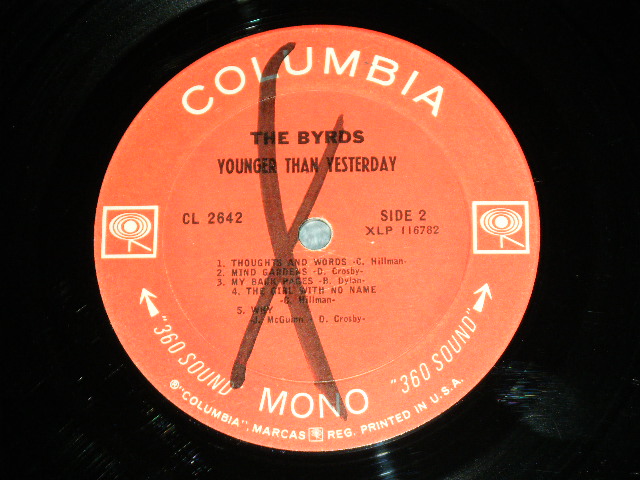 COLUMBIA
THE BYRDS
YOUNGER THAN YESTERDAY
CL 2642
SIDE 2
XLP 116782
1. THOUGHTS AND WORDS -C. Hillman-
2. MIND GARDENS -D. Crosby-
3. MY BACK PAGES -B. Dylan-
4. THE GIRL WITH NO NAME
-C. Hillman-
5. WHY
-J. McGuinn - D. Crosby-
"360 SOUND"
MONO
"360 SOUND"
®"COLUMBIA", MARCAS REG. PRINTED IN U.S.A.